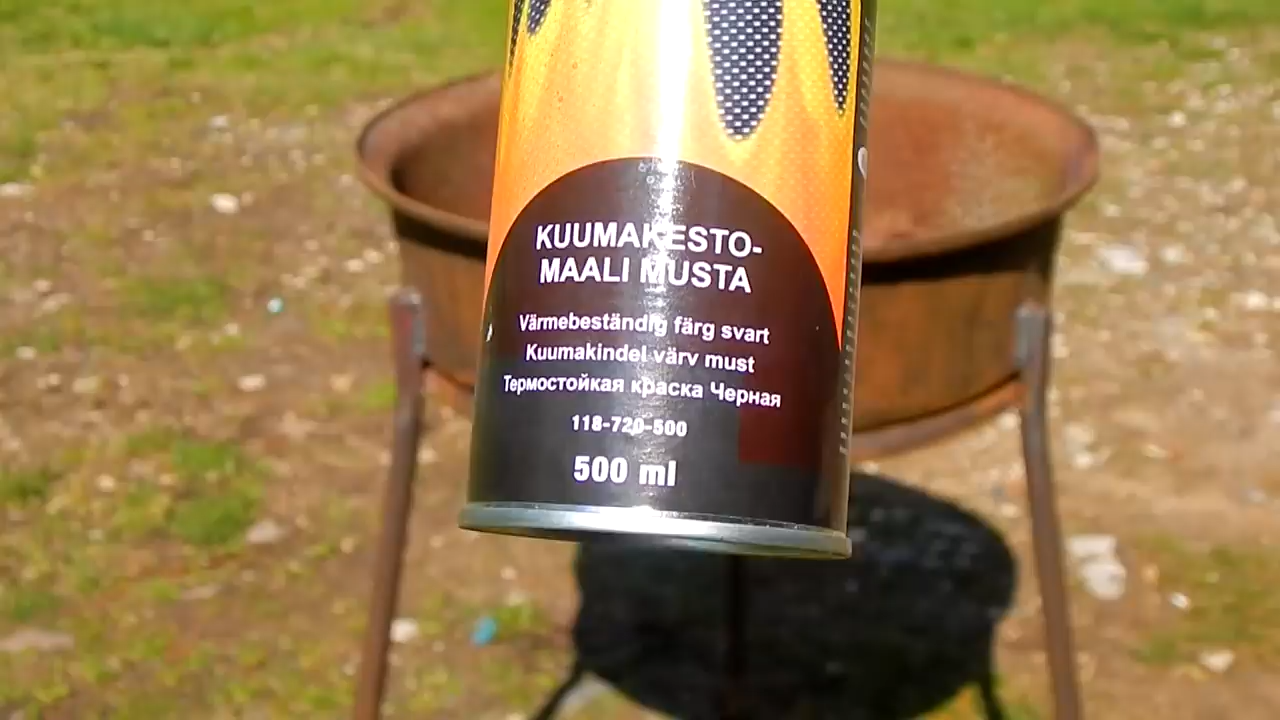 KUUMAKESTO-
MAALI MUSTA
Värmebeständig färg svart
Kuumakindel värv must
Термостойкая краска Черная
118-720-500
500 ml